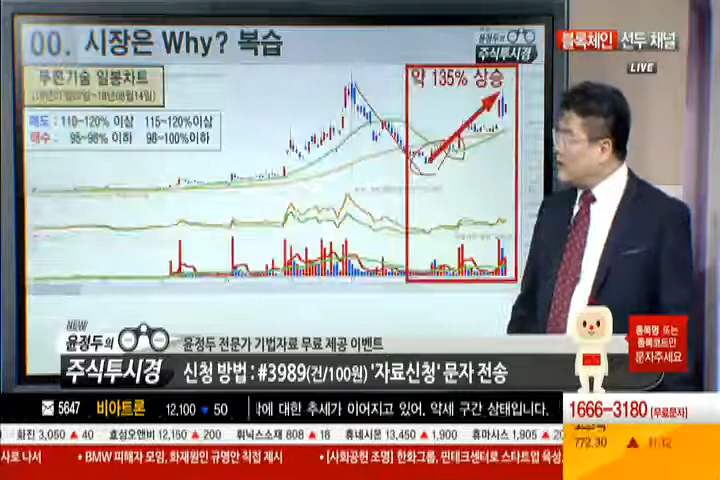 00. 시장은 Why? 복습
윤정두의
주식투시경
블록체인 선두 채널
LIVE
일봉차트
약 135% 상승
매도 : 110~120% 이상 115~120%이상
매수 : 95~98% 이하 98~100%이하
NEW
윤정두의
주식투시경
윤정두 전문가 기법자료 무료 제공 이벤트
신청 방법 : #3989(건/100원) '자료신청' 문자 전송
종목명 또는
종목코드만
문자주세요
5647 비아트론 12,100 ▼ 50 에 대한 추세가 이어지고 있어, 약세 구간 상태입니다.
1666-3180 [무료문자]
화진 3,050 ▲ 40 효성오앤비 12,150 ▲ 200 휘닉스소재 808 ▲ 18 휴네시온 13,450 ▲ 1,900 휴마시스 1,905 ▲
772.30 ▲
사로 나서 • BMW 피해자 모임, 화재원인 규명안 직접 제시 • [사회공헌 조명] 한화그룹, 핀테크센터로 스타트업 육성